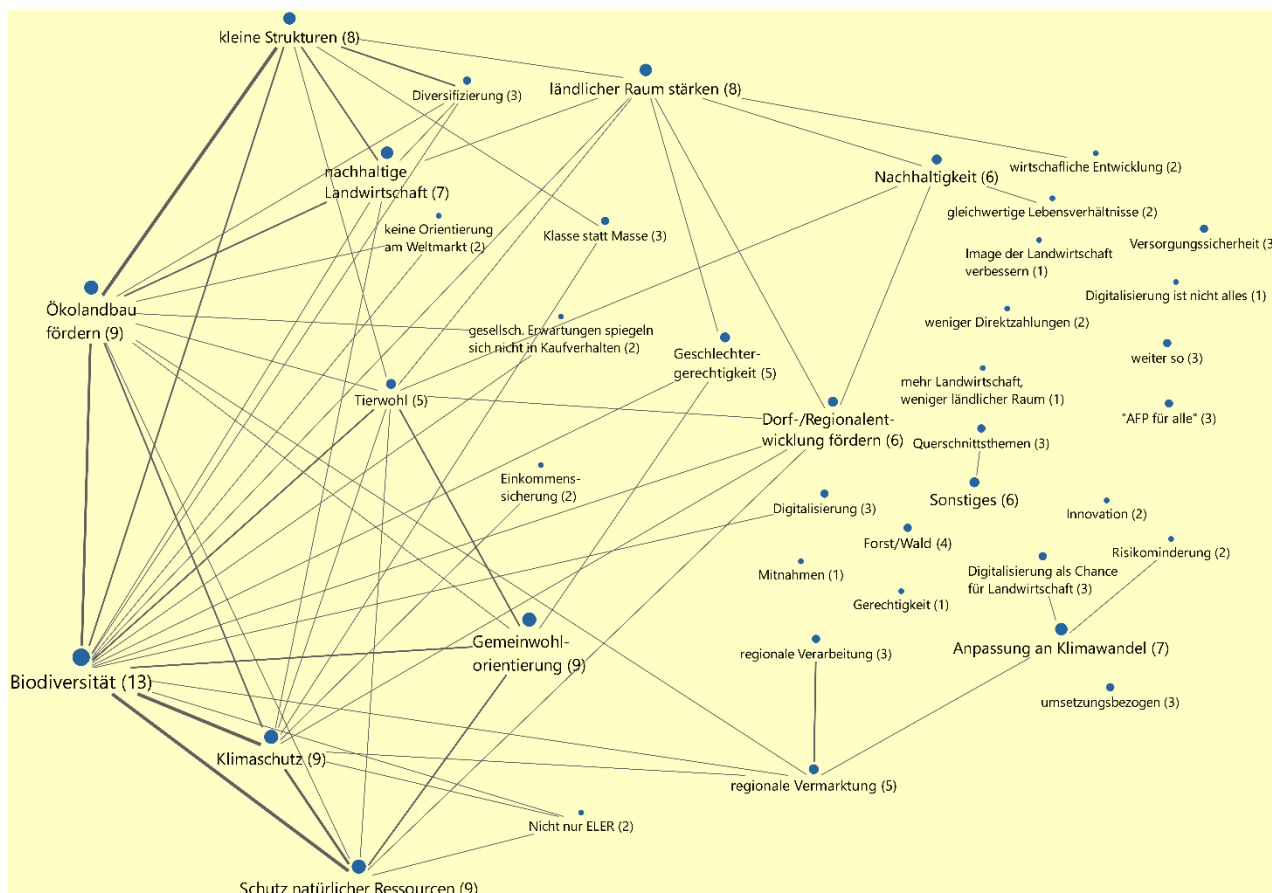 kleine Strukturen (8)
Diversifizierung (3)
ländlicher Raum stärken (8)
nachhaltige
Landwirtschaft (7)
wirtschafliche Entwicklung (2)
Nachhaltigkeit (6)
gleichwertige Lebensverhältnisse (2)
keine Orientierung
am Weltmarkt (2)
Klasse statt Masse (3)
Versorgungssicherheit (3
Image der Landwirtschaft
verbessern (1)
Digitalisierung ist nicht alles (1)
Ökolandbau
fördern (9)
gesellsch. Erwartungen spiegeln
sich nicht in Kaufverhalten (2)
weniger Direktzahlungen (2)
Geschlechter-
gerechtigkeit (5)
weiter so (3)
mehr Landwirtschaft,
weniger ländlicher Raum (1)
Tierwohl (5)
Dorf-/Regionalent-
wicklung fördern (6)
"AFP für alle" (3)
Querschnittsthemen (3)
Einkommens-
sicherung (2)
Sonstiges (6)
Digitalisierung (3)
Innovation (2)
Forst/Wald (4)
Risikominderung (2)
Mitnahmen (1)
Digitalisierung als Chance
für Landwirtschaft (3)
Gerechtigkeit (1)
Gemeinwohl-
orientierung (9)
regionale Verarbeitung (3)
Anpassung an Klimawandel (7)
Biodiversität (13)
umsetzungsbezogen (3)
Klimaschutz (9)
regionale Vermarktung (5)
Nicht nur ELER (2)
Schutz natürlicher Ressourcen (9)